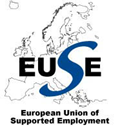 EUSE
European Union of
Supported Employment